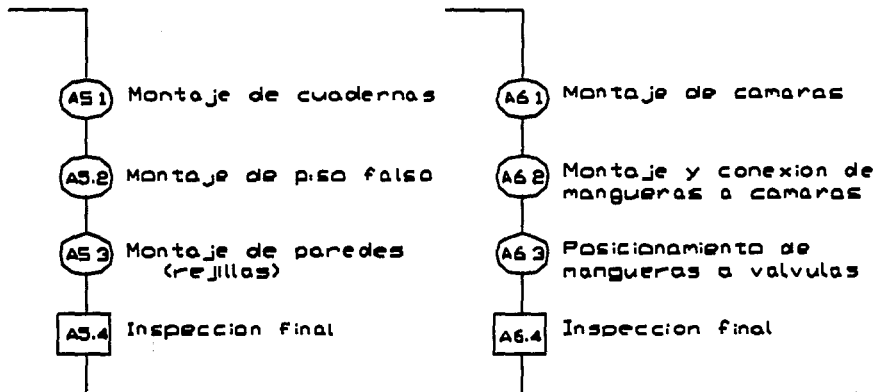 A5.1 Montaje de cuadernas
A5.2 Montaje de piso falso
A5.3 Montaje de paredes
(rejillas)
A5.4 Inspeccion final
A6.1 Montaje de camaras
A6.2 Montaje y conexion de
mangueras a camaras
A6.3 Posicionamiento de
mangueras a valvulas
A6.4 Inspeccion final